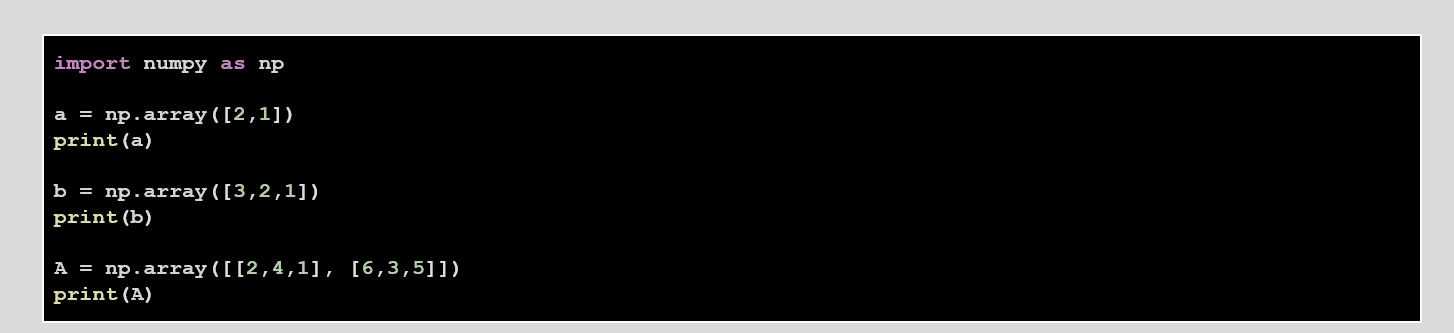 import numpy as np
a = np.array([2,1])
print(a)
b = np.array([3,2,1])
print(b)
A = np.array([[2,4,1], [6,3,5]])
print(A)